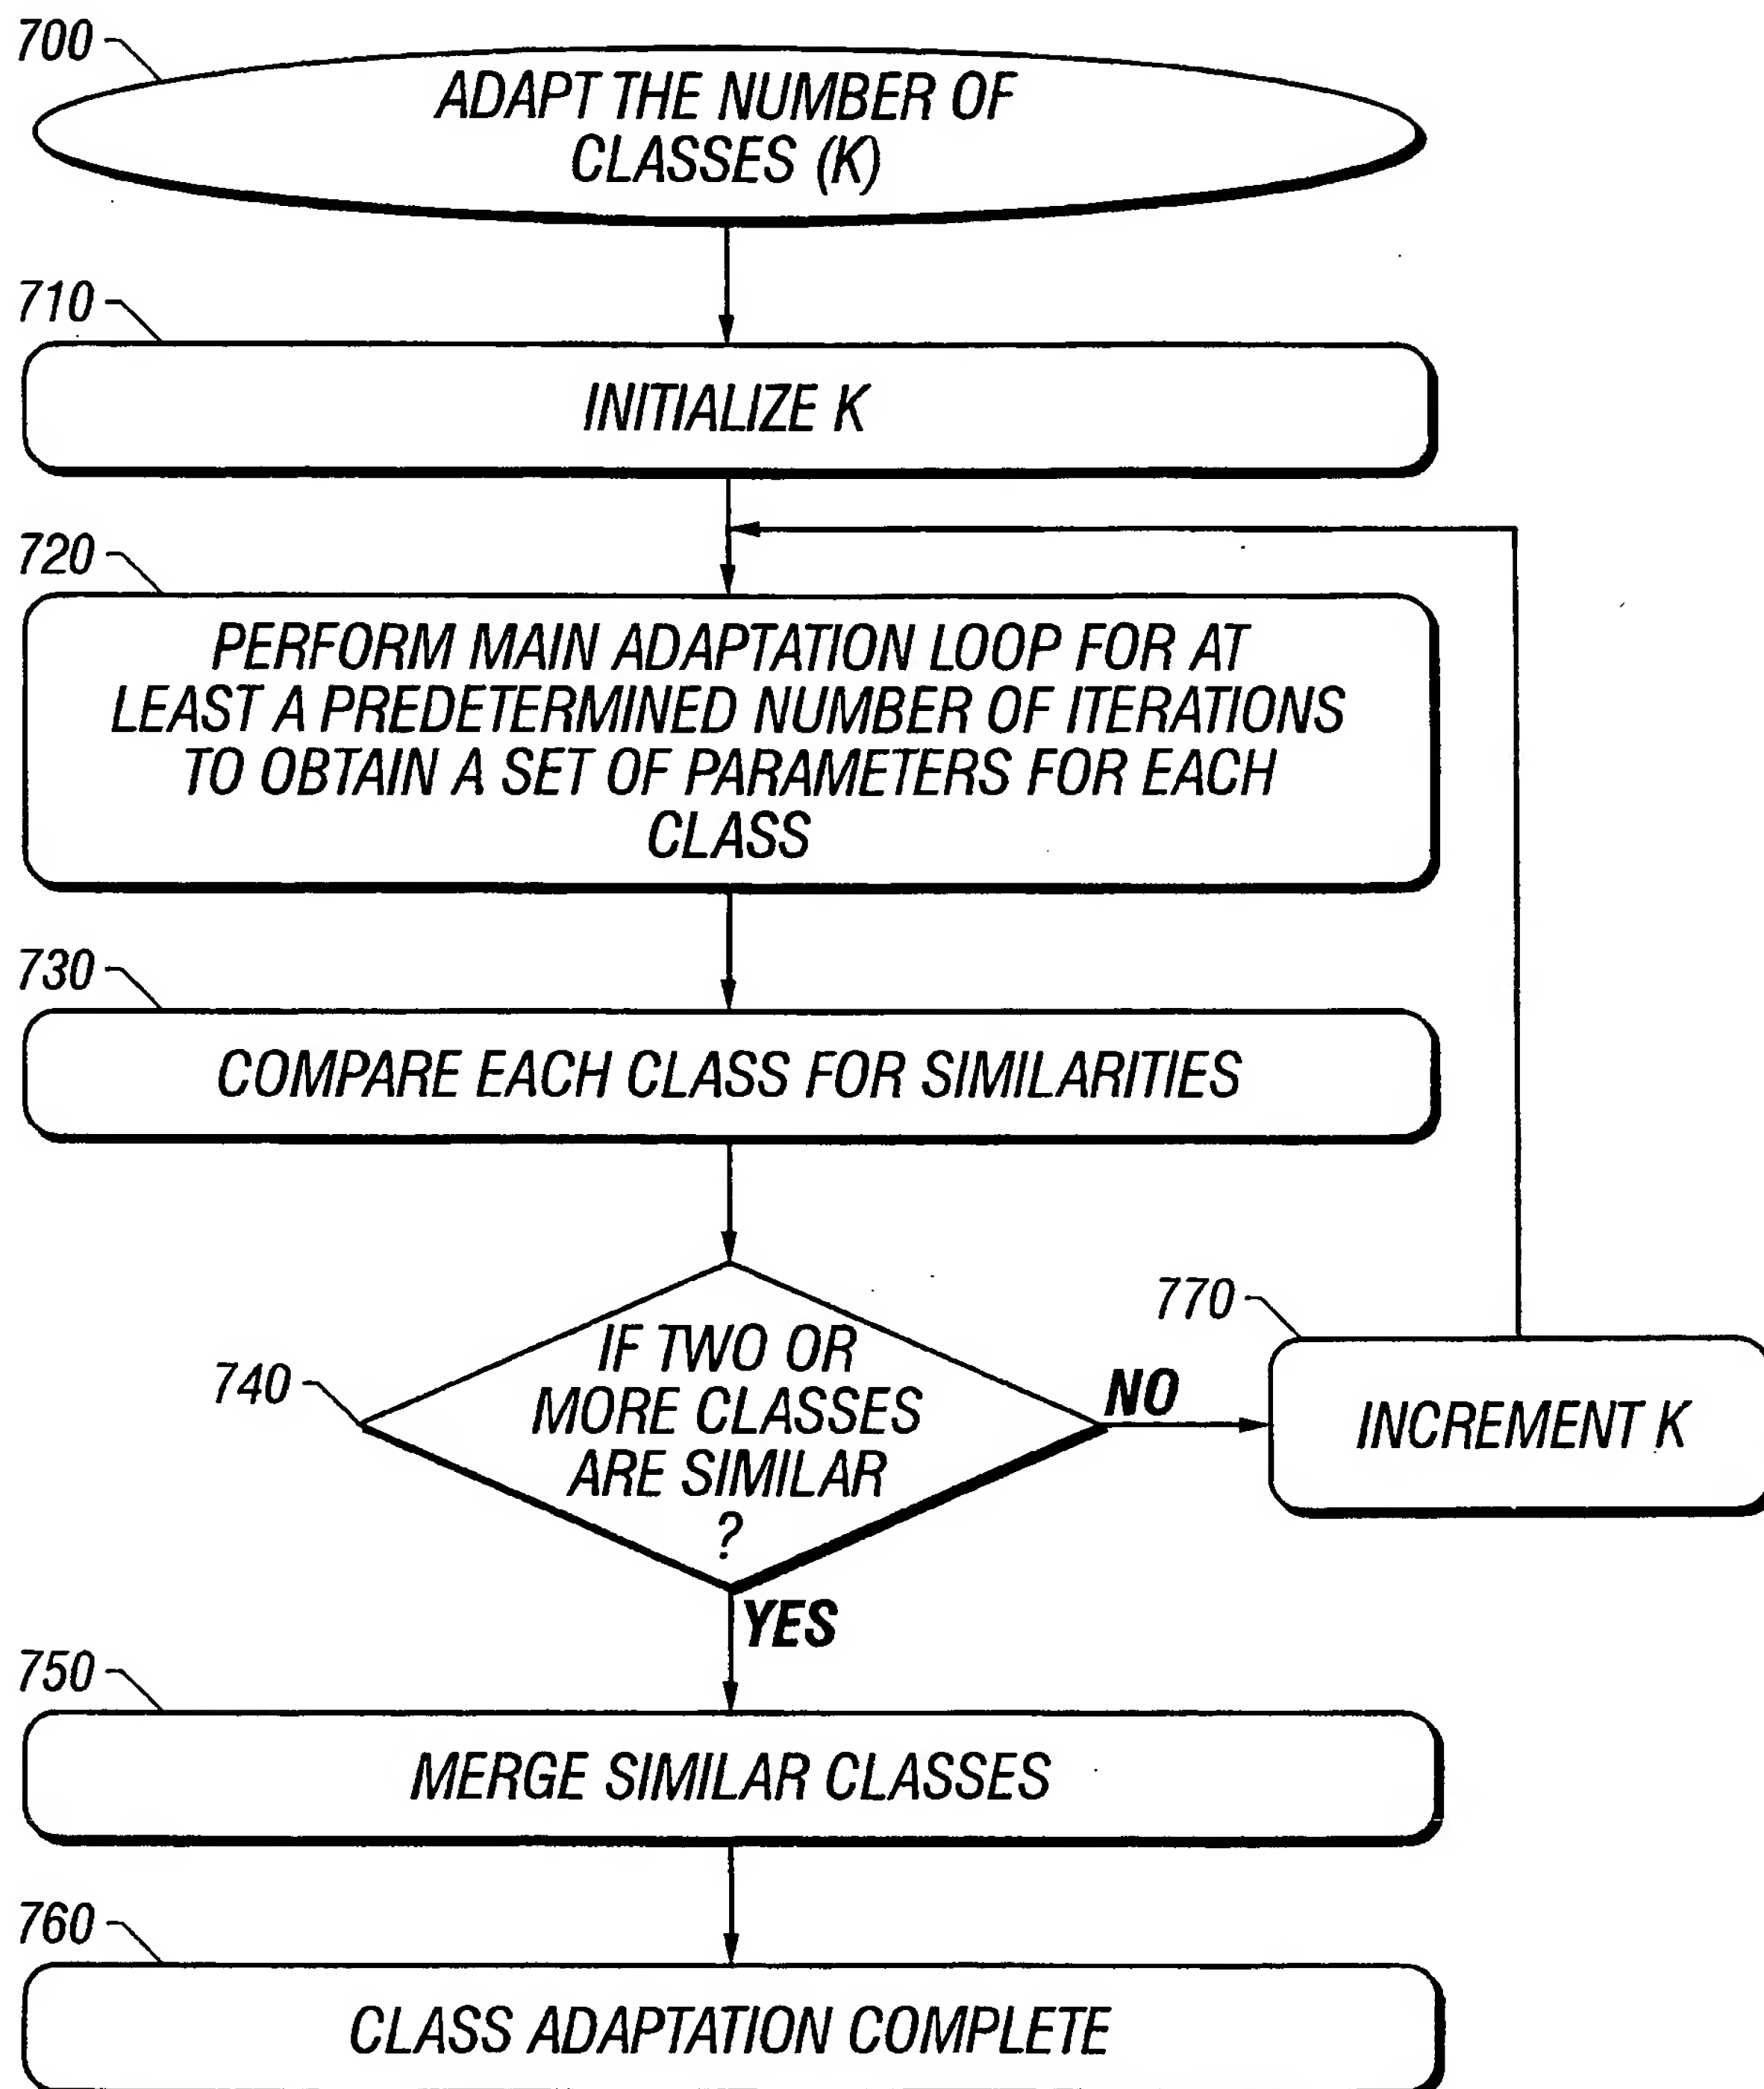 700
ADAPT THE NUMBER OF
CLASSES (K)
710
INITIALIZE K
720
PERFORM MAIN ADAPTATION LOOP FOR AT
LEAST A PREDETERMINED NUMBER OF ITERATIONS
TO OBTAIN A SET OF PARAMETERS FOR EACH
CLASS
730
COMPARE EACH CLASS FOR SIMILARITIES
740
IF TWO OR
MORE CLASSES
ARE SIMILAR
?
NO
770
INCREMENT K
YES
750
MERGE SIMILAR CLASSES
760
CLASS ADAPTATION COMPLETE